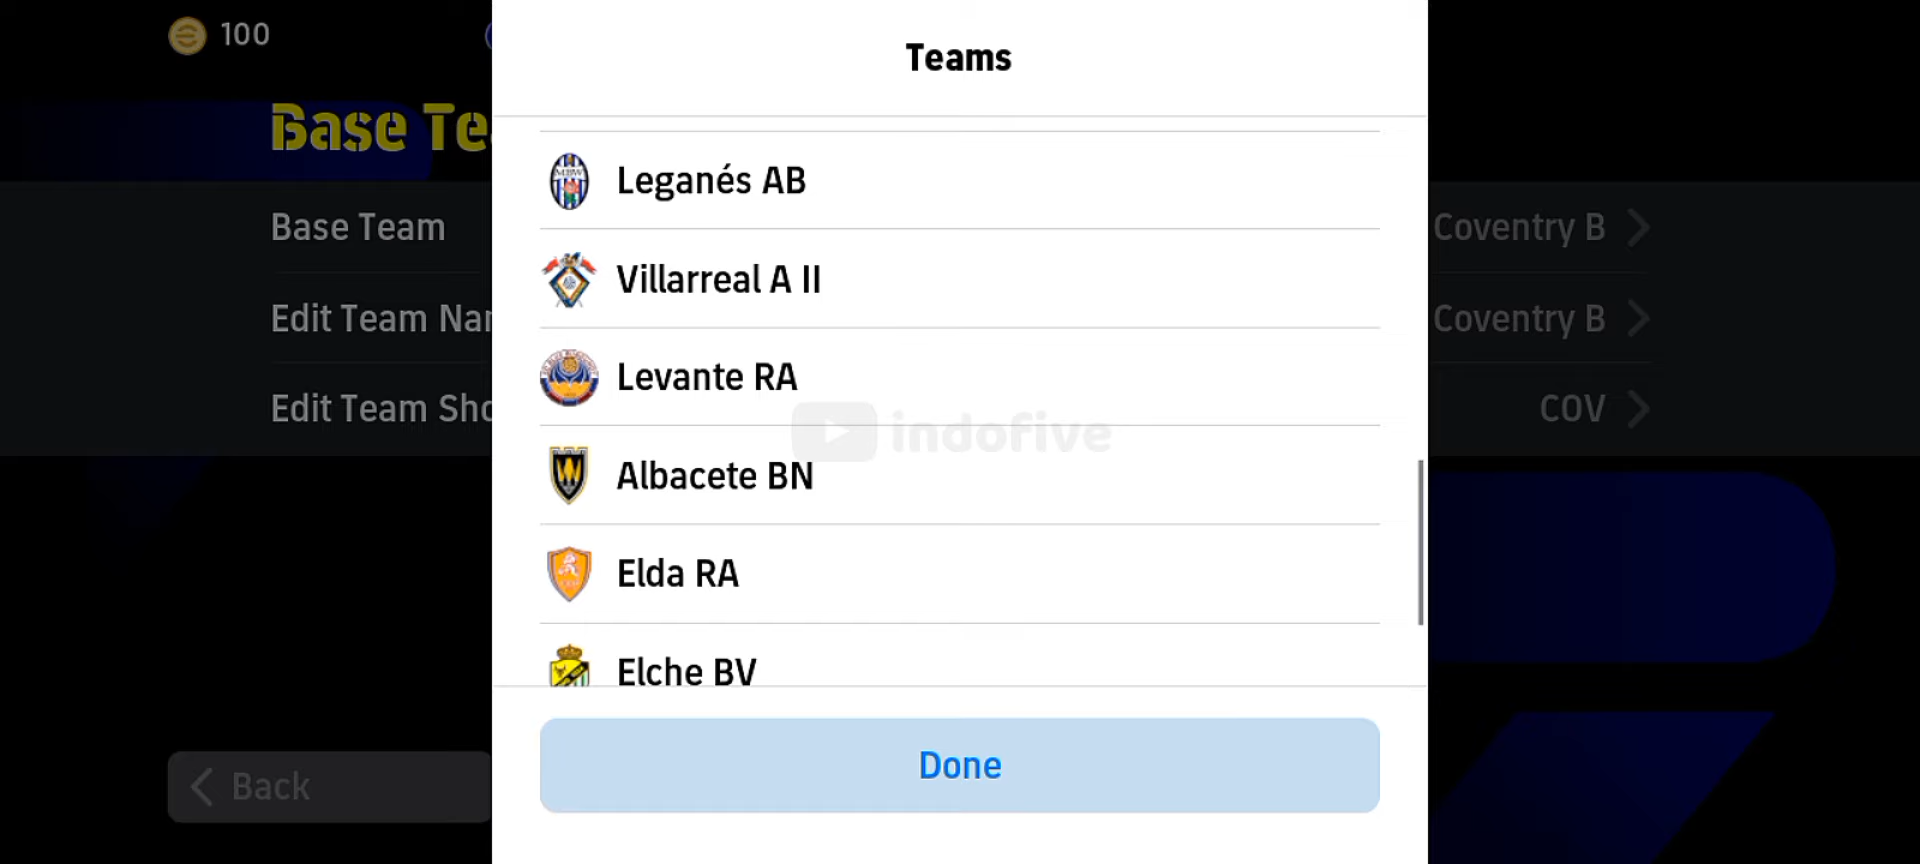 100
Teams
Base Te
Base Team
Coventry B
Edit Team Nar
Coventry B
Edit Team Sho
COV
Leganés AB
Villarreal A II
Levante RA
indofive
Albacete BN
Elda RA
Elche BV
Done
Back